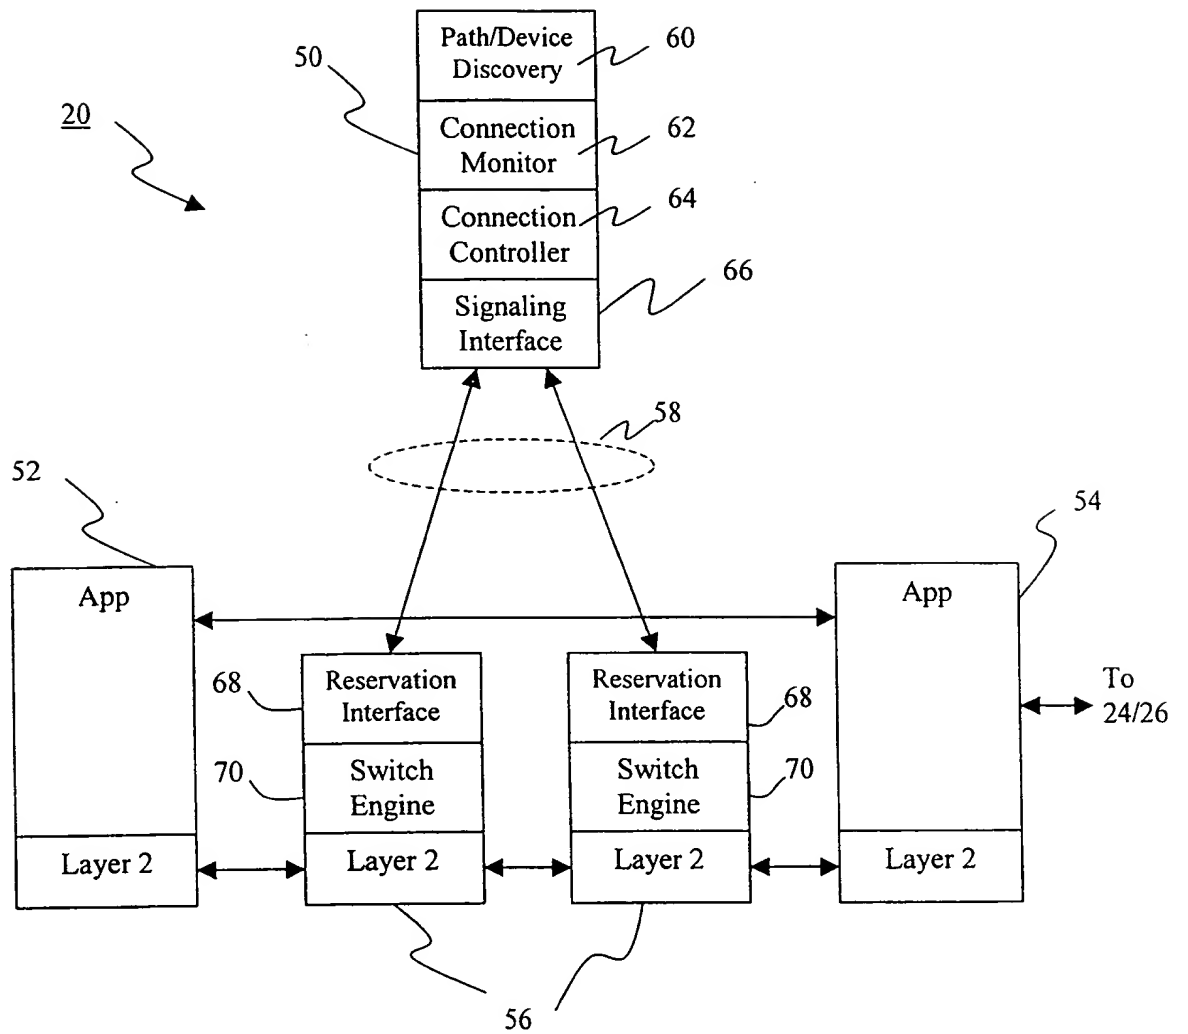 Path/Device
Discovery
60
50
20
Connection
Monitor
62
Connection
Controller
64
Signaling
Interface
66
58
52
54
App
App
Reservation
Interface
68
Reservation
Interface
68
To
24/26
Switch
Engine
70
Switch
Engine
70
Layer 2
Layer 2
Layer 2
Layer 2
56